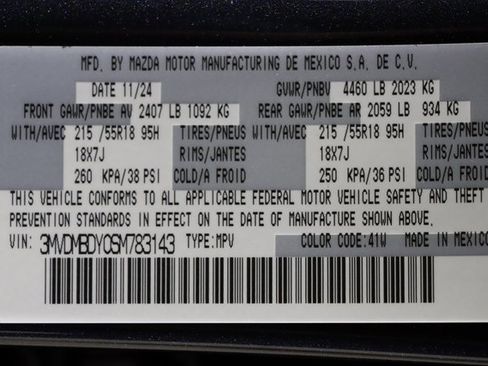 MFD. BY MAZDA MOTOR MANUFACTURING DE MEXICO S.A. DE C.V.
DATE 11/24 GVWR/PNBV 4460 LB 2023 KG
FRONT GAWR/PNBE AV 2407 LB 1092 KG REAR GAWR/PNBE AR 2059 LB 934 KG
WITH/AVEC 215 /55R18 95H TIRES/PNEUS WITH/AVEC 215 /55R18 95H TIRES/PNEUS
18X7J RIMS/JANTES 18X7J RIMS/JANTES
260 KPA/38 PSI COLD/A FROID 250 KPA/36 PSI COLD/A FROID
THIS VEHICLE CONFORMS TO ALL APPLICABLE FEDERAL MOTOR VEHICLE SAFETY AND THEFT
PREVENTION STANDARDS IN EFFECT ON THE DATE OF MANUFACTURE SHOWN ABOVE.
VIN: 3MVDMBDY0SM783143 TYPE:MPV COLOR CODE:41W MADE IN MEXICO